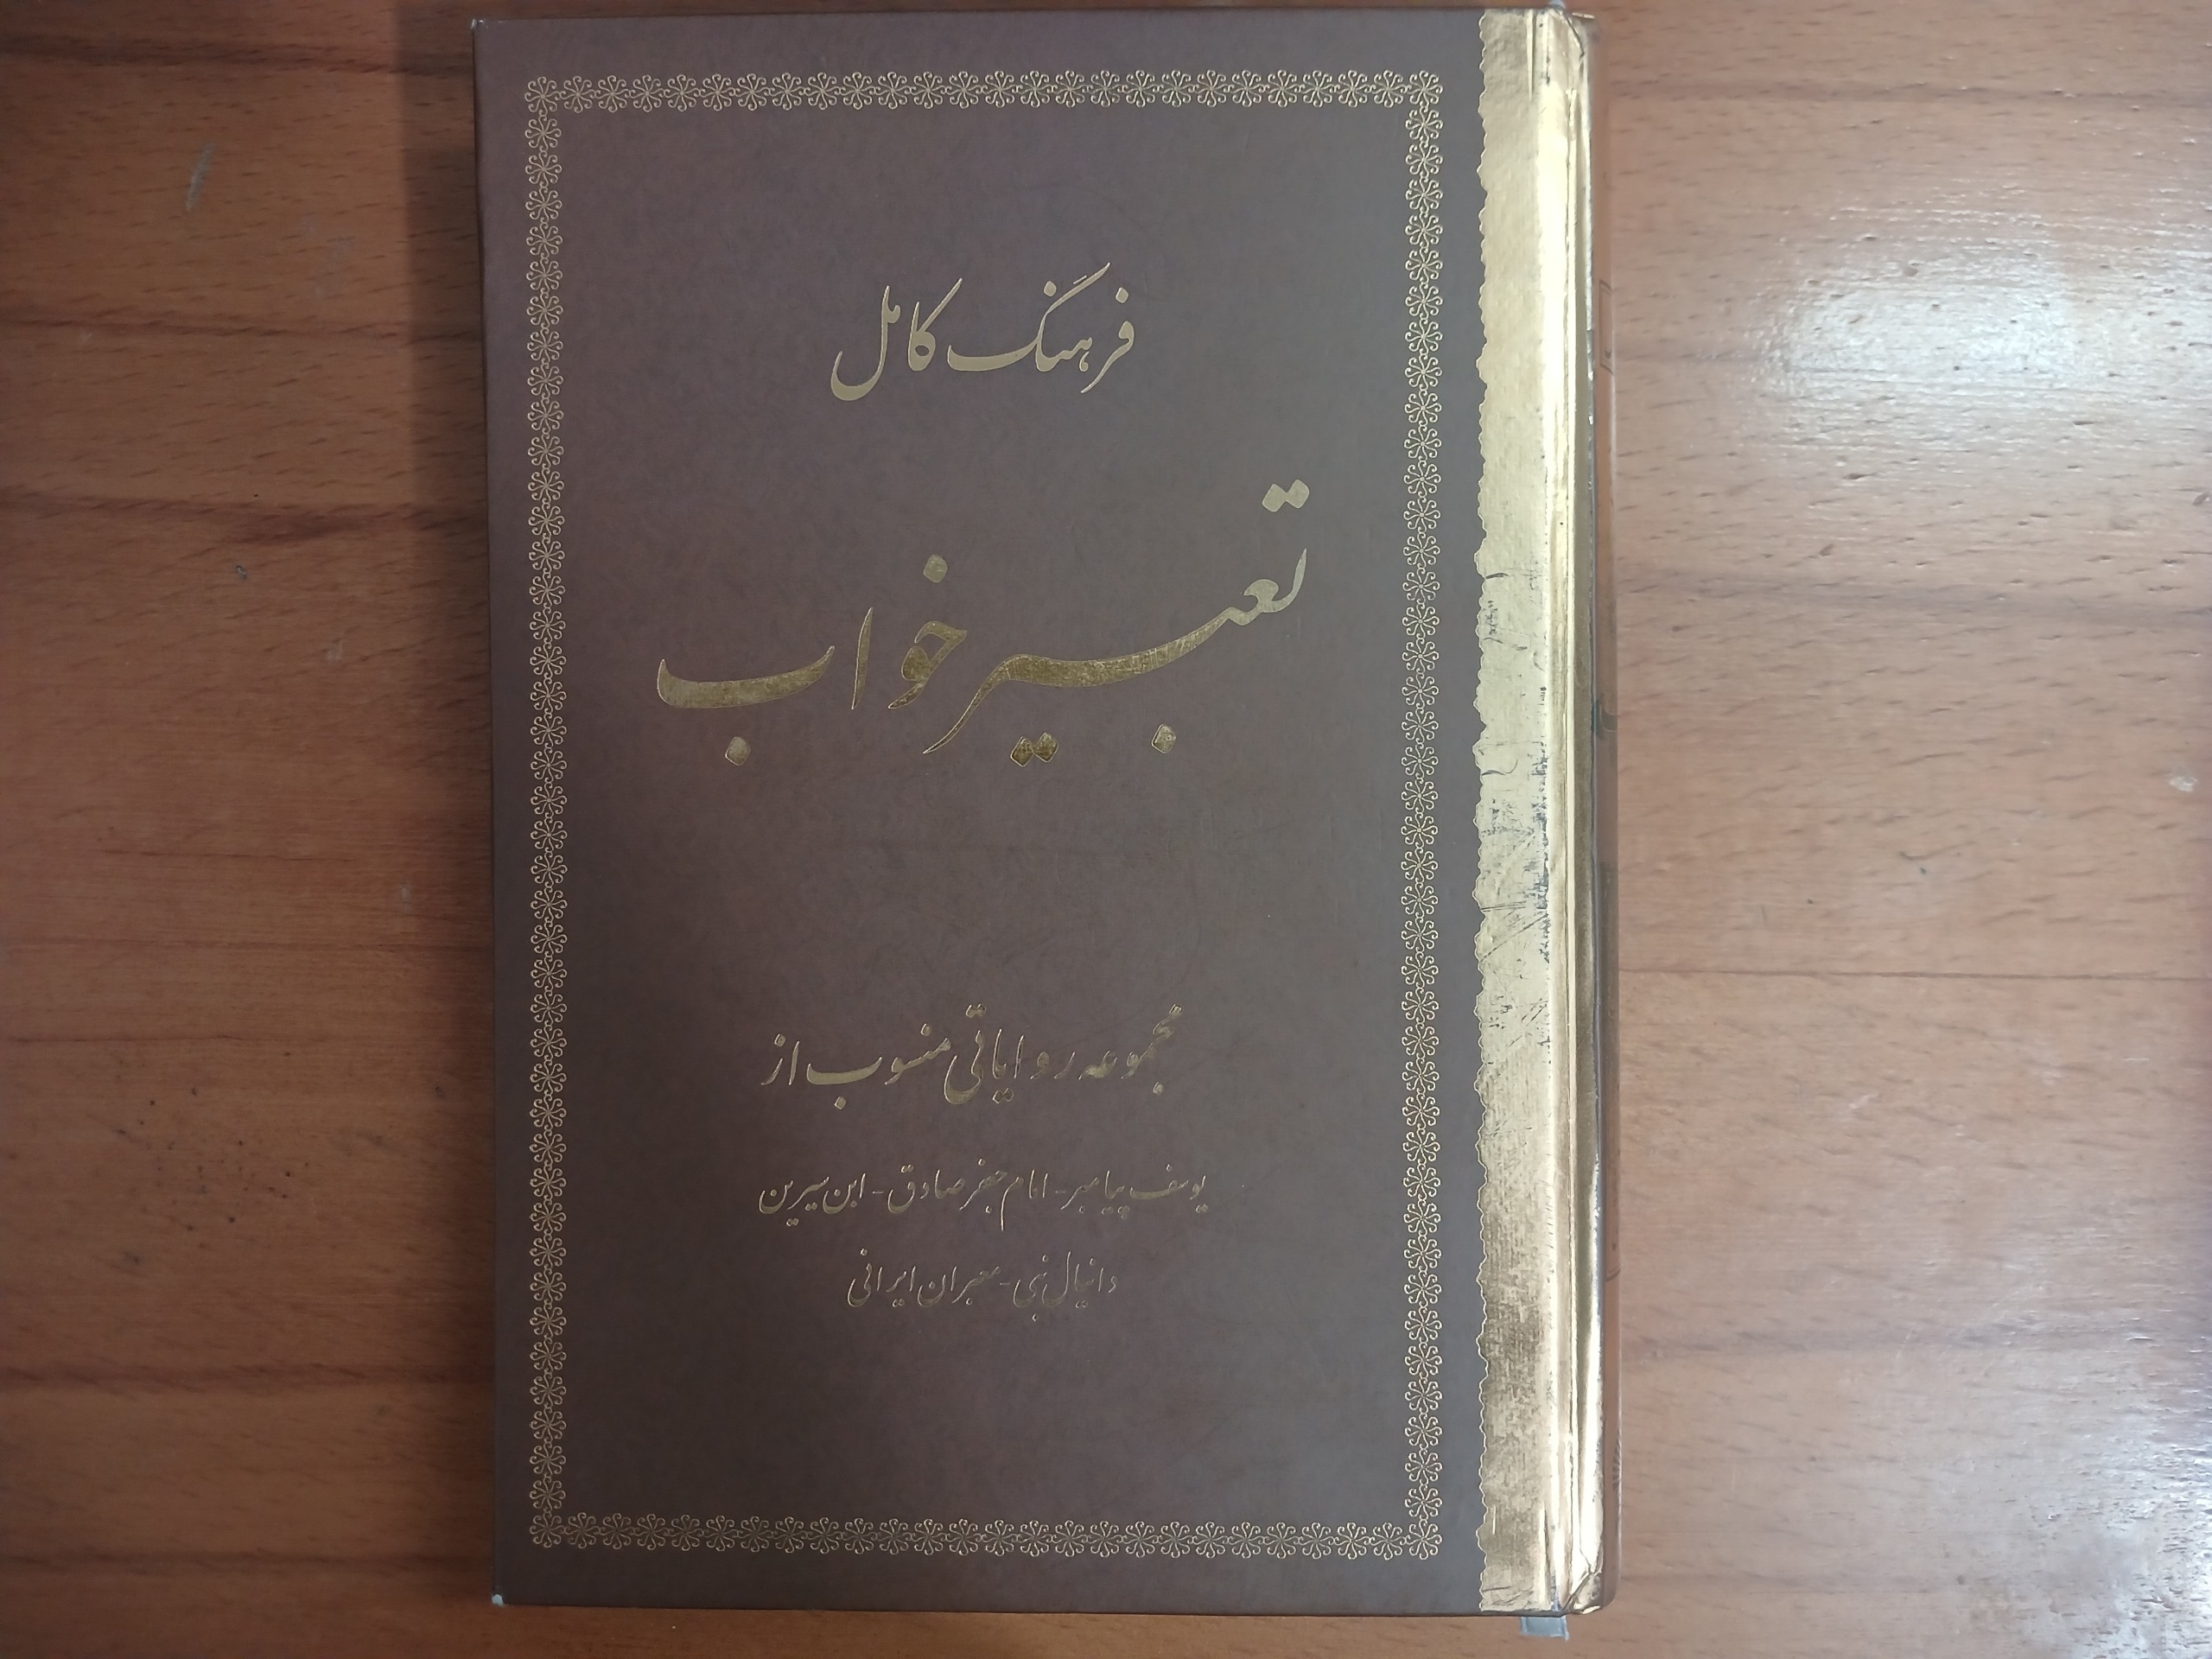 فرهنگ کامل
تعبیر خواب
مجموعه روایاتی منسوب از
یوسف پیامبر - امام جعفر صادق - ابن سیرین
دانیال نبی - معبران ایرانی